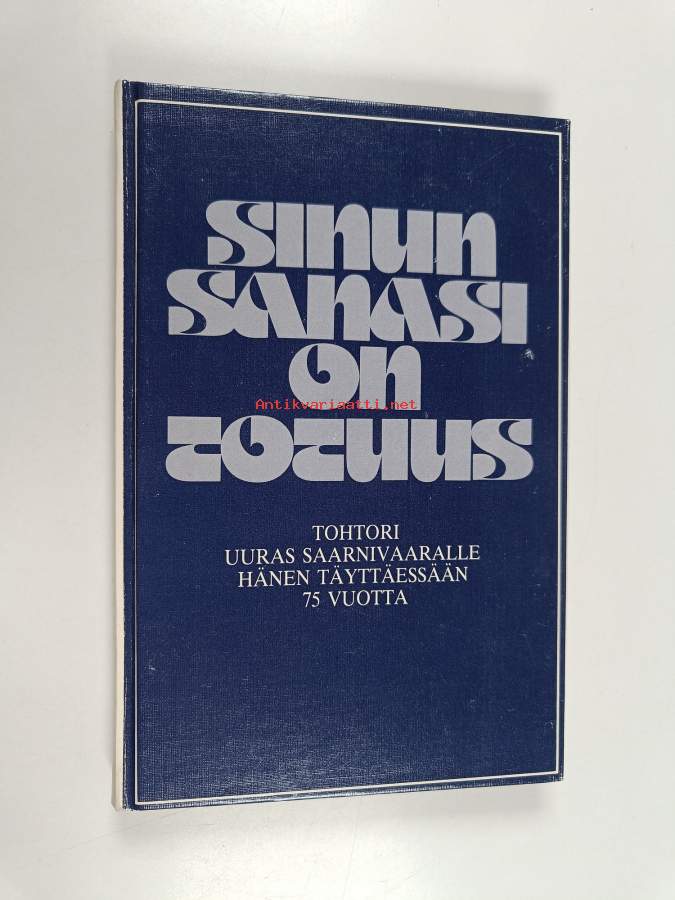 SINUN
SANASI
ON
Antikvariaatti.net
TOTUUS
TOHTORI
UURAS SAARNIVAARALLE
HÄNEN TÄYTTÄESSÄÄN
75 VUOTTA